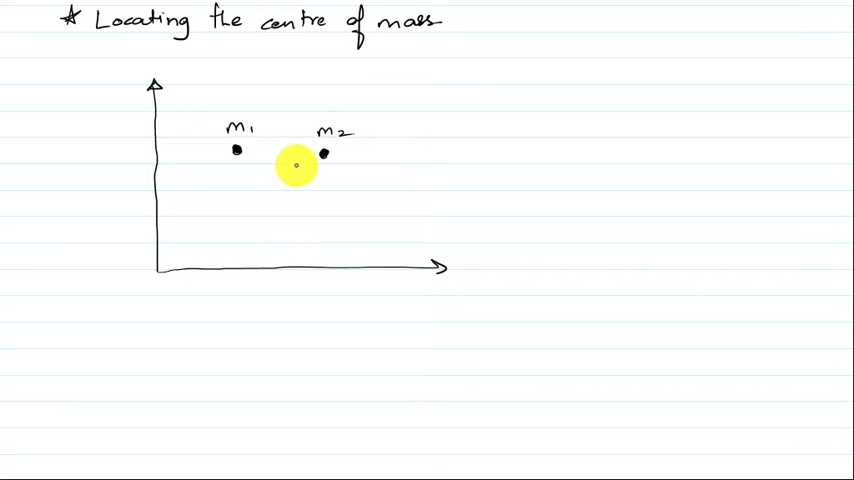 ★ Locating the centre of mass
m1 m2